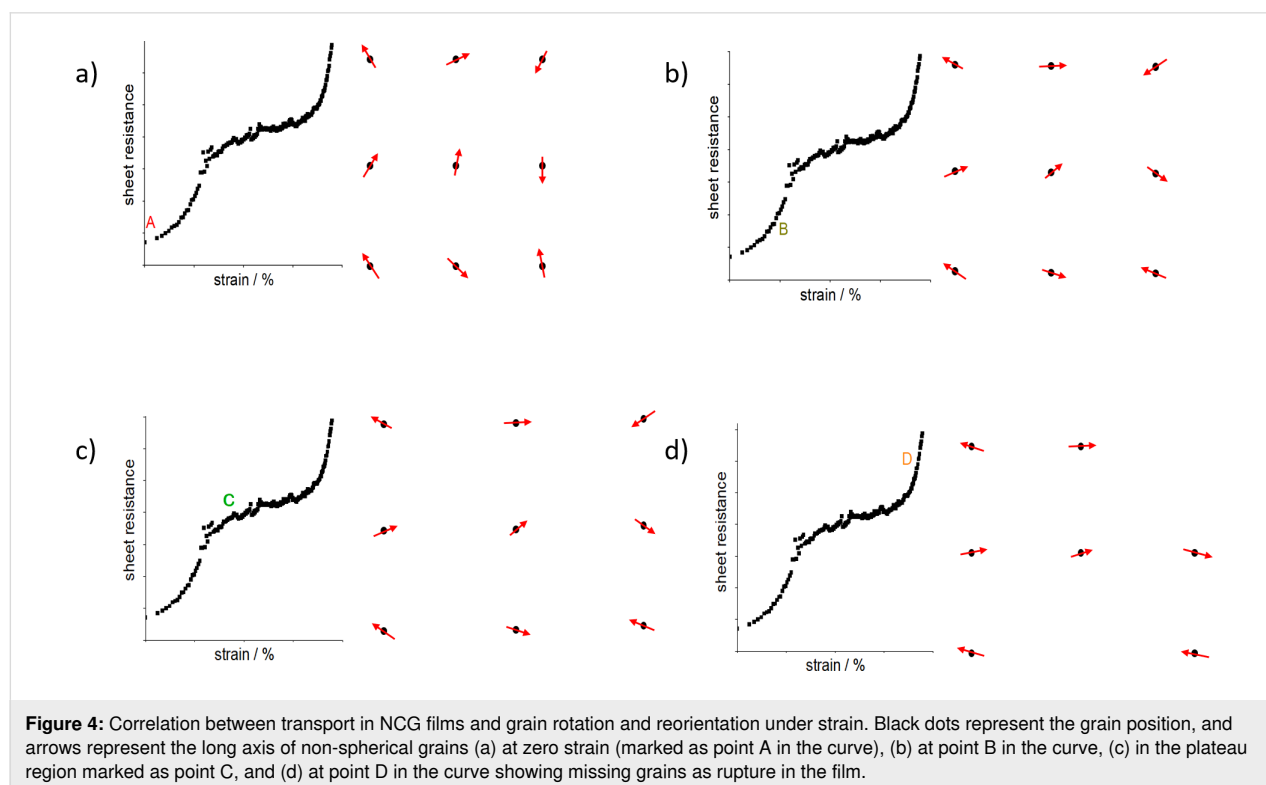 a)
sheet resistance
A
strain / %
b)
sheet resistance
B
strain / %
c)
sheet resistance
C
strain / %
d)
sheet resistance
D
strain / %
Figure 4: Correlation between transport in NCG films and grain rotation and reorientation under strain. Black dots represent the grain position, and
arrows represent the long axis of non-spherical grains (a) at zero strain (marked as point A in the curve), (b) at point B in the curve, (c) in the plateau
region marked as point C, and (d) at point D in the curve showing missing grains as rupture in the film.